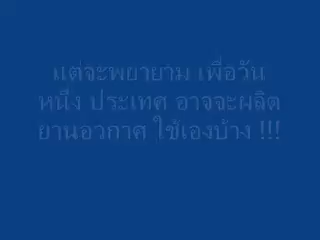 แต่จะพยายาม เพื่อวัน
หนึ่ง ประเทศ อาจจะผลิต
ยานอวกาศ ใช้เองบ้าง !!!